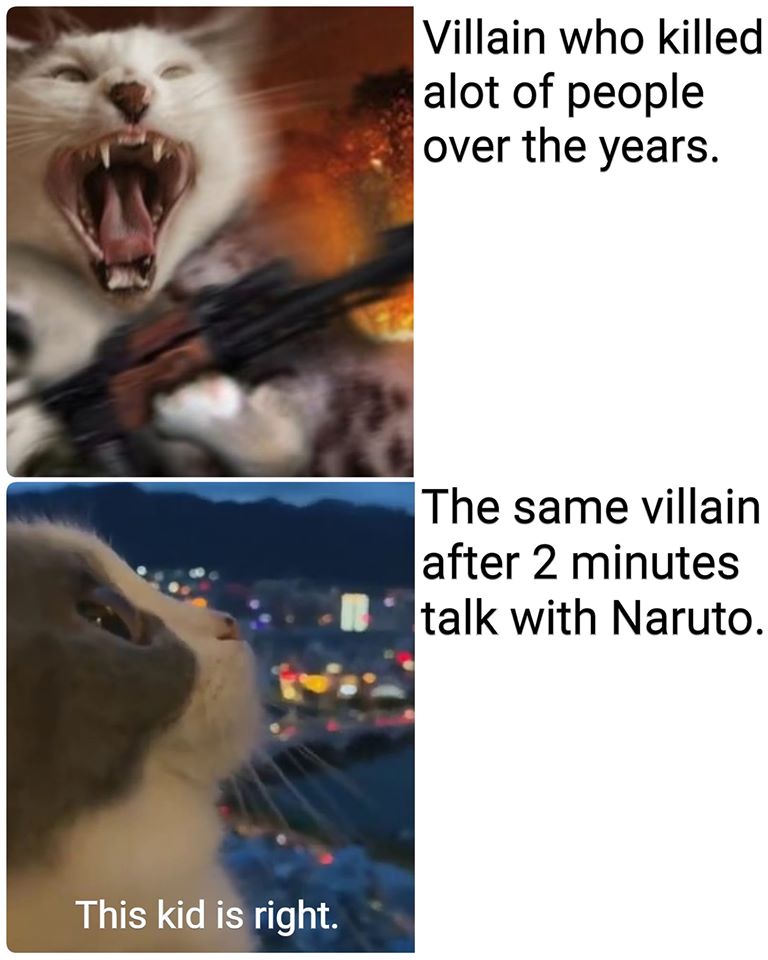 Villain who killed
alot of people
over the years.
The same villain
after 2 minutes
talk with Naruto.
This kid is right.